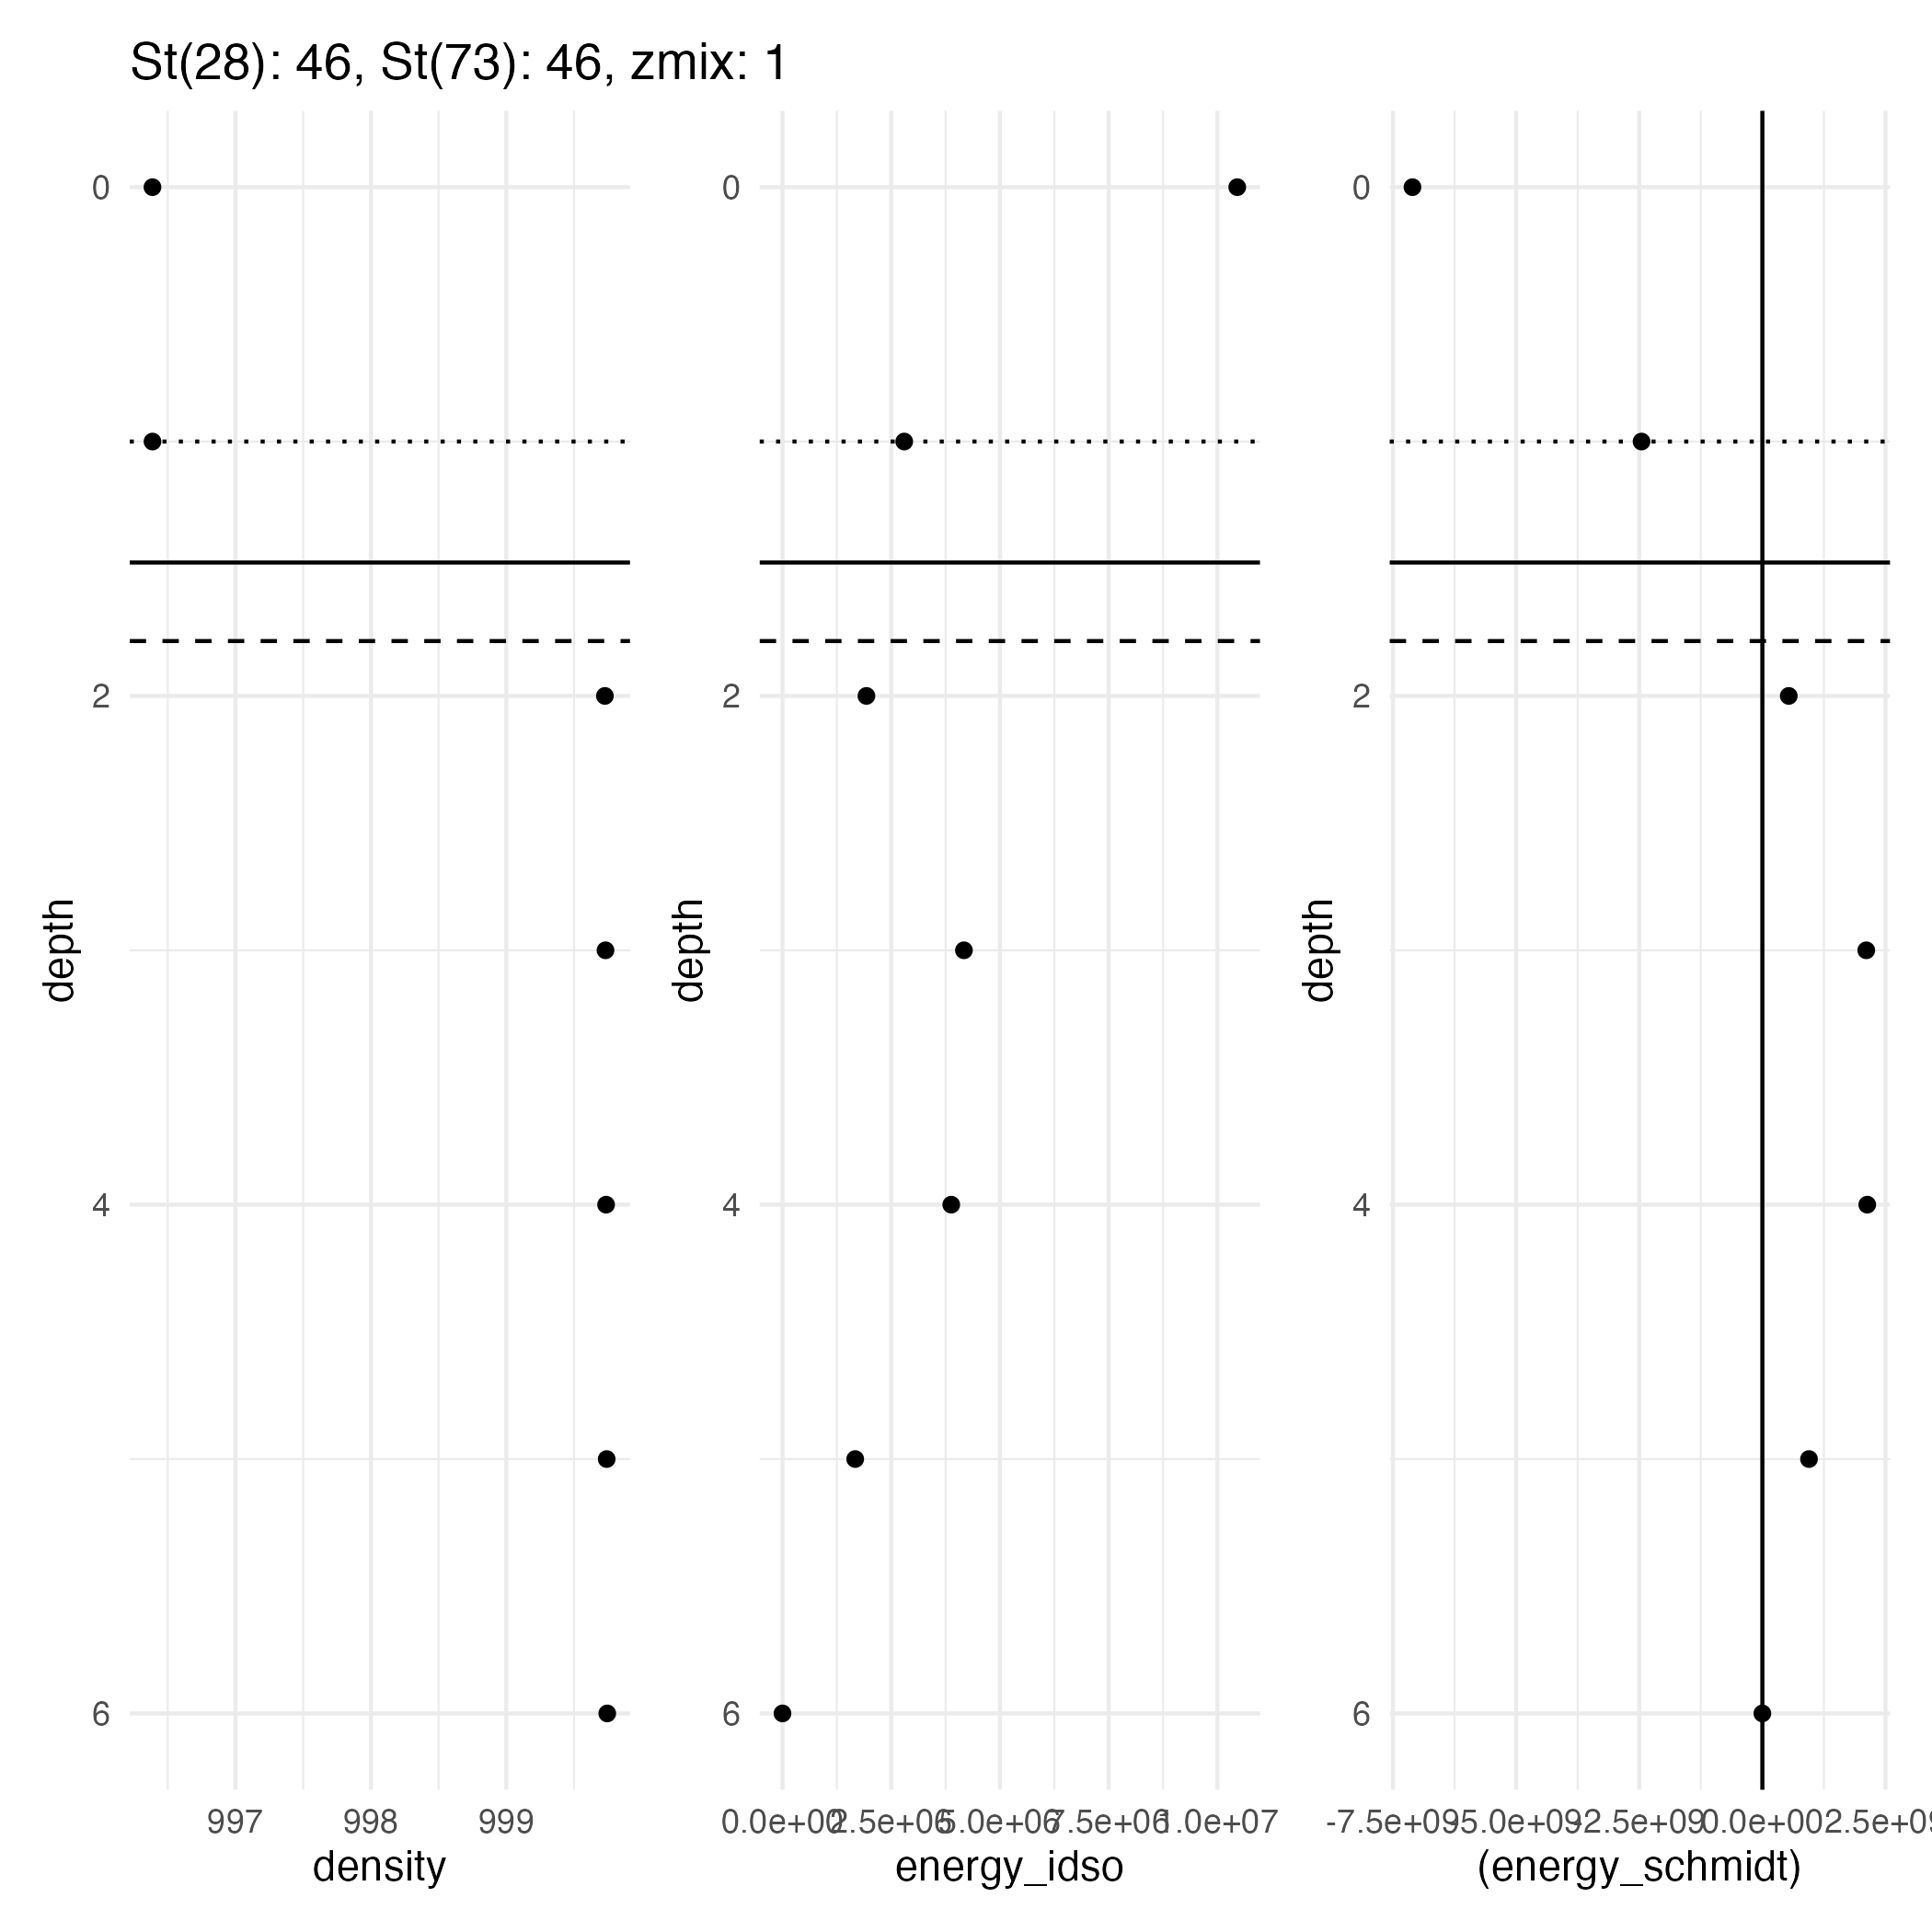 St(28): 46, St(73): 46, zmix: 1
0
2
4
6
depth
997 998 999
density
0
2
4
6
depth
0.0e+00 2.5e+06 5.0e+06 7.5e+06 1.0e+07
energy_idso
0
2
4
6
depth
-7.5e+09 -5.0e+09 -2.5e+09 0.0e+00 2.5e+09
(energy_schmidt)